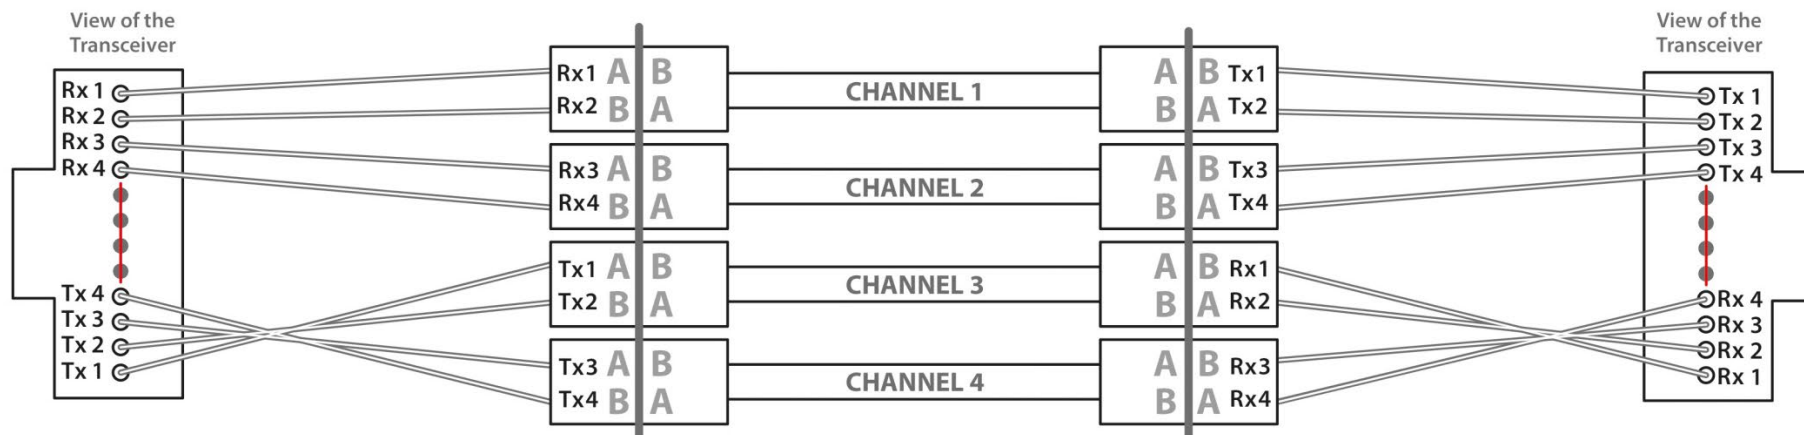 View of the
Transceiver
View of the
Transceiver
Rx 1
Rx 2
Rx 3
Rx 4
Tx 4
Tx 3
Tx 2
Tx 1
Rx1 A B
Rx2 B A
CHANNEL 1
A B Tx1
B A Tx2
Rx3 A B
Rx4 B A
CHANNEL 2
A B Tx3
B A Tx4
Tx1 A B
Tx2 B A
CHANNEL 3
A B Rx1
B A Rx2
Tx3 A B
Tx4 B A
CHANNEL 4
A B Rx3
B A Rx4
Tx 1
Tx 2
Tx 3
Tx 4
Rx 4
Rx 3
Rx 2
Rx 1